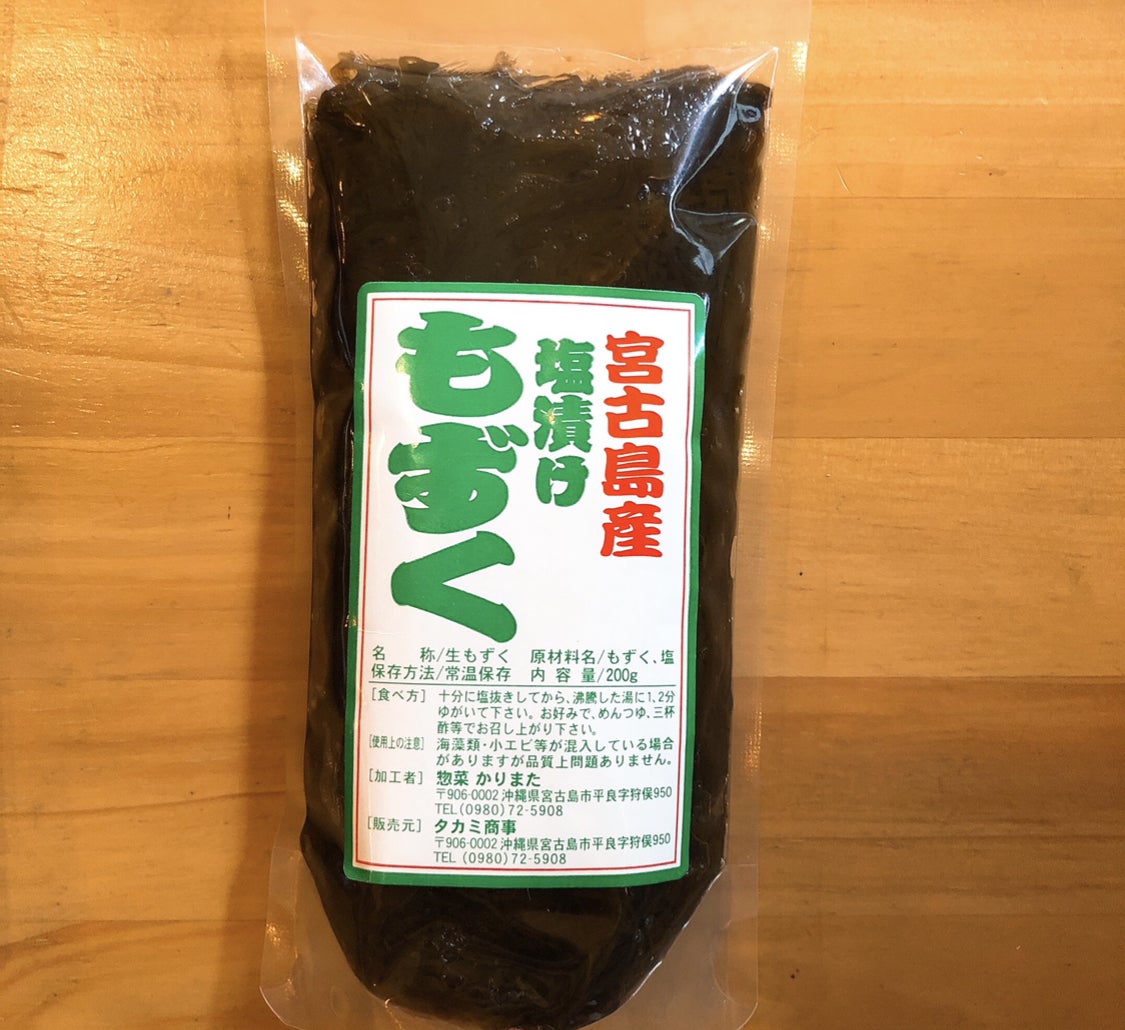 宮古島産
塩漬け
もずく
名　称/生もずく　原材料名/もずく、塩
保存方法/常温保存　内容量/200g
[食べ方] 十分に塩抜きしてから、沸騰した湯に1、2分
ゆがいて下さい。お好みで、めんつゆ、三杯
酢等でお召し上がり下さい。
[使用上の注意] 海藻類・小エビ等が混入している場合
がありますが品質上問題ありません。
[加工者] 惣菜 かりまた
〒906-0002 沖縄県宮古島市平良字狩俣950
TEL(0980)72-5908
[販売元] タカミ商事
〒906-0002 沖縄県宮古島市平良字狩俣950
TEL (0980)72-5908